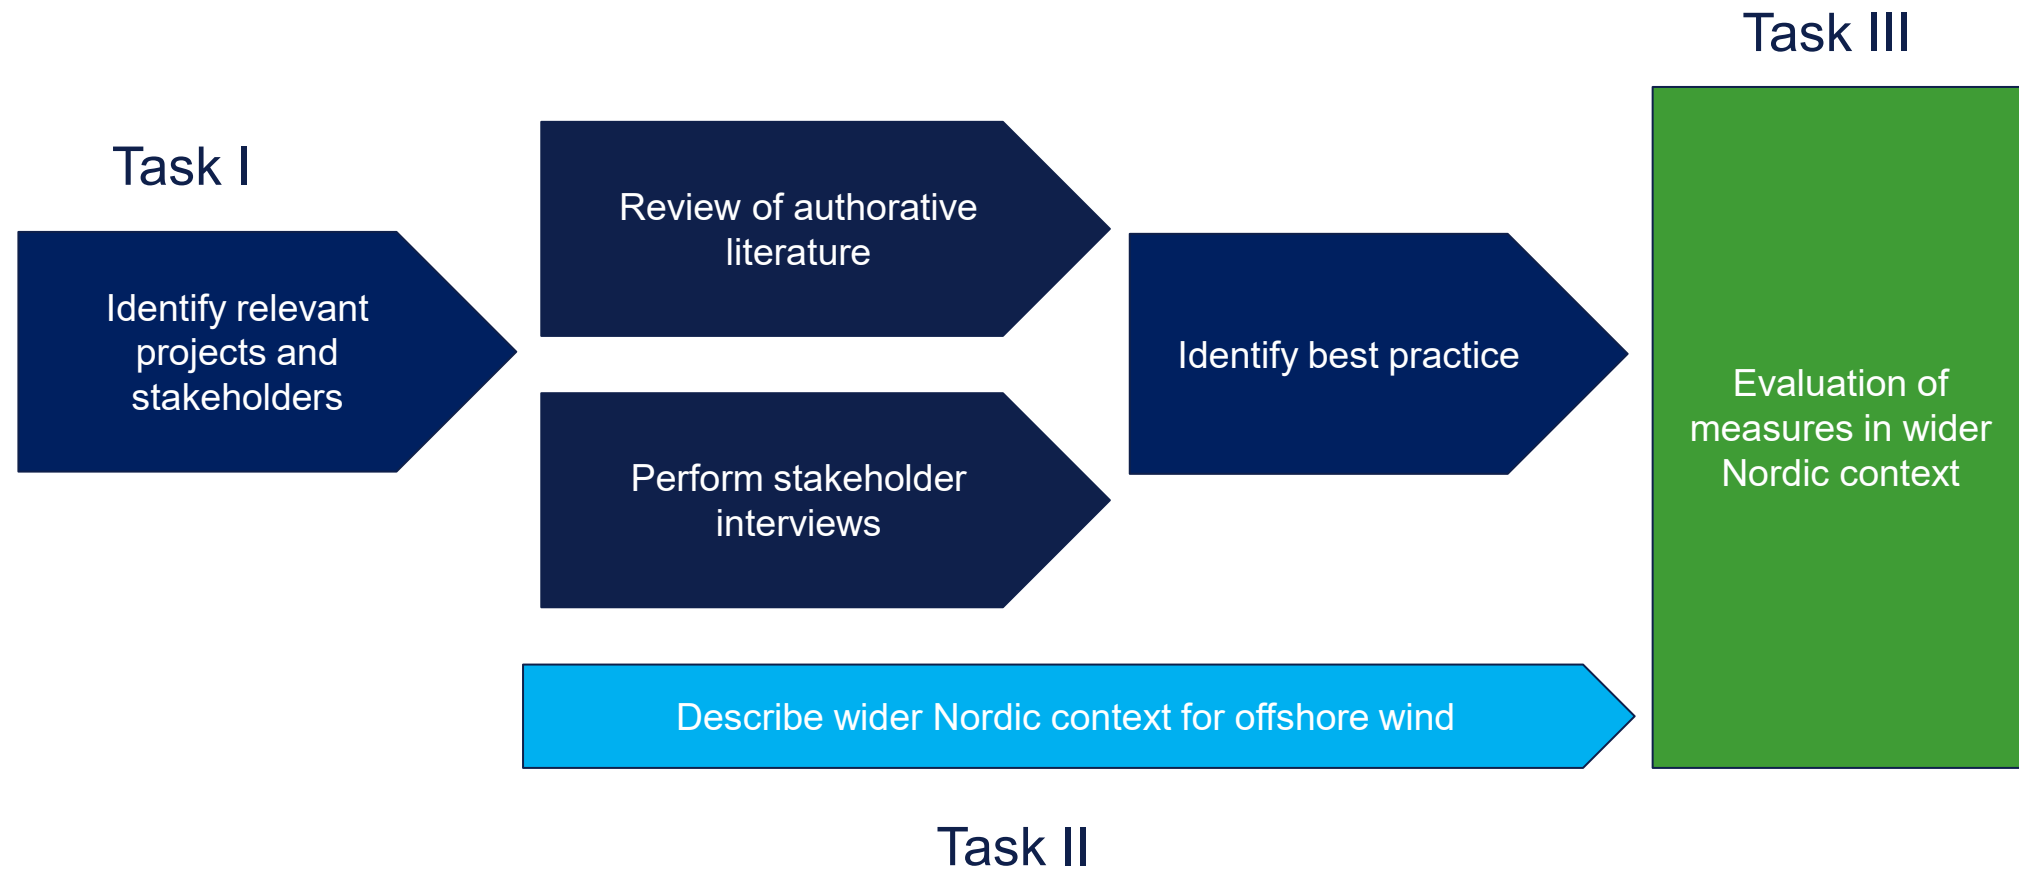 Task I
Identify relevant
projects and
stakeholders
Review of authorative
literature
Perform stakeholder
interviews
Identify best practice
Describe wider Nordic context for offshore wind
Task II
Task III
Evaluation of
measures in wider
Nordic context